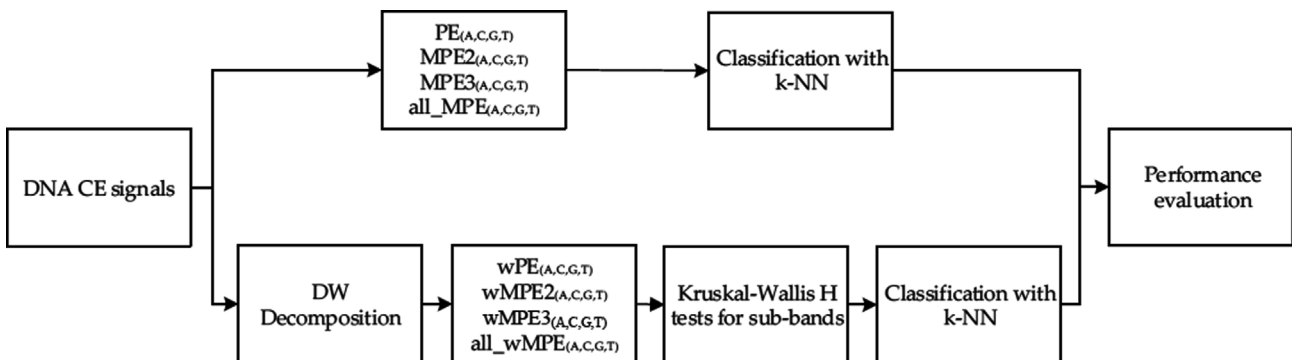 PE(A,C,G,T)
MPE2(A,C,G,T)
MPE3(A,C,G,T)
all_MPE(A,C,G,T)
Classification with
k-NN
DNA CE signals
Performance
evaluation
DW
Decomposition
wPE(A,C,G,T)
wMPE2(A,C,G,T)
wMPE3(A,C,G,T)
all_wMPE(A,C,G,T)
Kruskal-Wallis H
tests for sub-bands
Classification with
k-NN